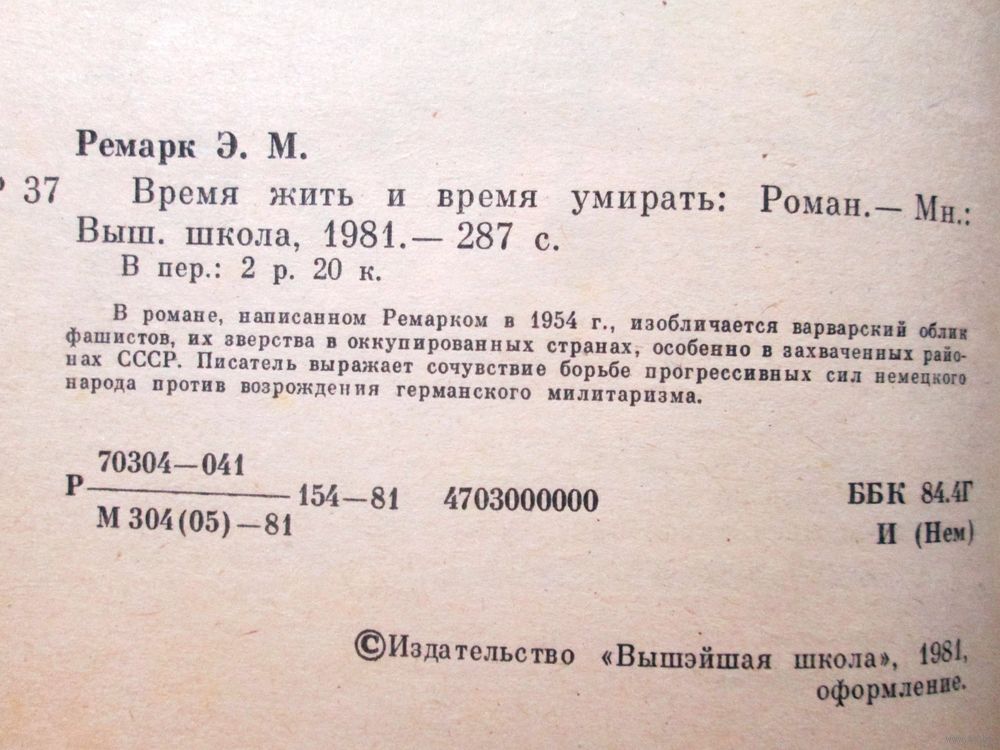 Ремарк Э. М.
Р 37 Время жить и время умирать: Роман.— Мн.:
Выш. школа, 1981.— 287 с.
В пер.: 2 р. 20 к.
В романе, написанном Ремарком в 1954 г., изобличается варварский облик
фашистов, их зверства в оккупированных странах, особенно в захваченных райо-
нах СССР. Писатель выражает сочувствие борьбе прогрессивных сил немецкого
народа против возрождения германского милитаризма.
70304—041
Р 154—81 4703000000 ББК 84.4Г
М 304(05)—81 И (Нем)
©Издательство «Вышэйшая школа», 1981,
оформление.